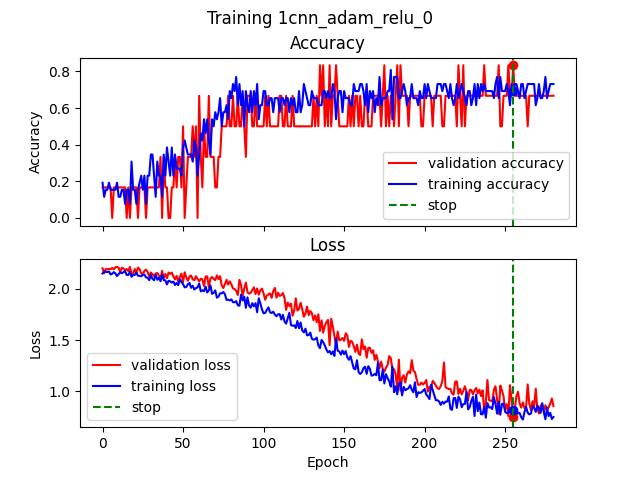 Training 1cnn_adam_relu_0
Accuracy
0.8
0.6
0.4
0.2
0.0
Accuracy
validation accuracy
training accuracy
stop
Loss
2.0
1.5
1.0
Loss
validation loss
training loss
stop
0 50 100 150 200 250
Epoch